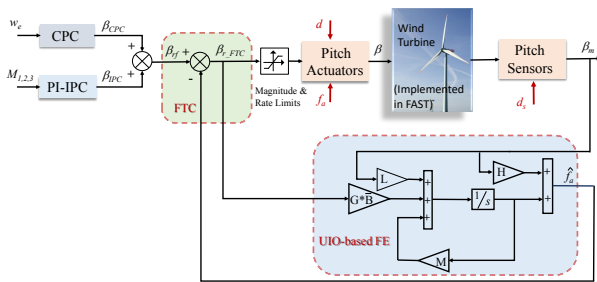 w_e
CPC
β_CPC
+
M_1,2,3
PI-IPC
β_IPC
+
β_rf
+
-
FTC
β_r_FTC
Magnitude &
Rate Limits
d
Pitch
Actuators
f_a
β
Wind
Turbine
(Implemented
in FAST)
Pitch
Sensors
d_s
β_m
L
H
G*B̄
+
+
+
1/s
+
+
f̂_a
M
UIO-based FE